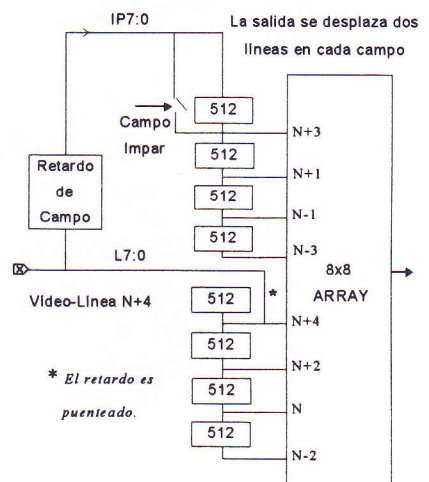 IP7:0
La salida se desplaza dos
líneas en cada campo
512
Campo
Impar
N+3
512
N+1
Retardo
de
Campo
512
N-1
512
N-3
L7:0
8x8
ARRAY
Video-Linea N+4
512
*
N+4
512
N+2
* El retardo es
puenteado.
512
N
512
N-2